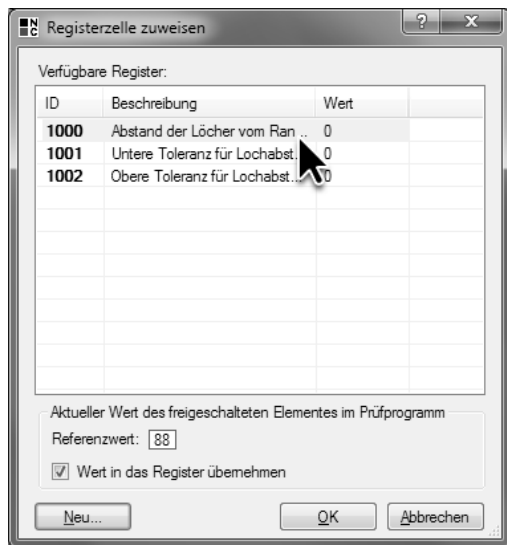 Registerzelle zuweisen
Verfügbare Register:
ID Beschreibung Wert
1000 Abstand der Löcher vom Ran... 0
1001 Untere Toleranz für Lochabst... 0
1002 Obere Toleranz für Lochabst... 0
Aktueller Wert des freigeschalteten Elementes im Prüfprogramm
Referenzwert: 88
Wert in das Register übernehmen
Neu... OK Abbrechen